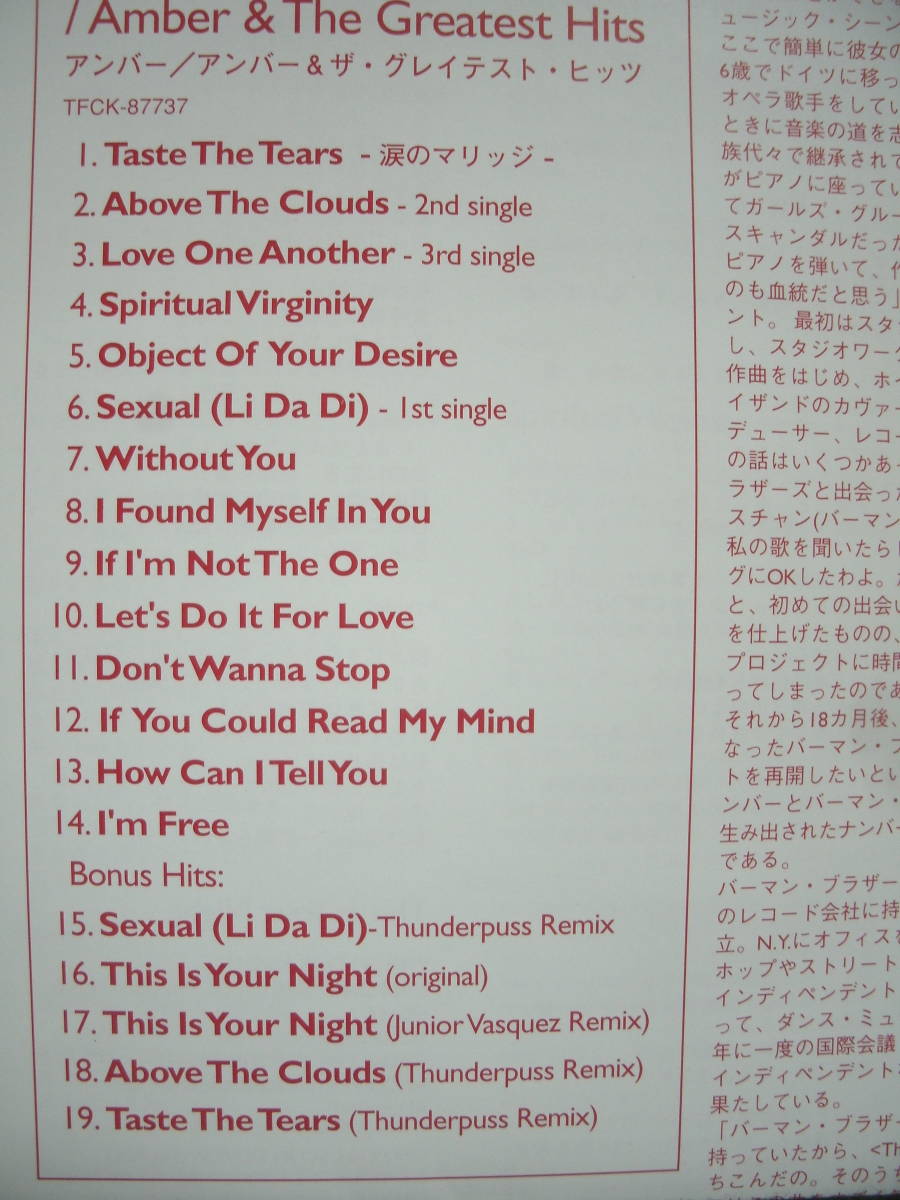 / Amber & The Greatest Hits
アンバー／アンバー＆ザ・グレイテスト・ヒッツ
TFCK-87737
1. Taste The Tears - 涙のマリッジ -
2. Above The Clouds - 2nd single
3. Love One Another - 3rd single
4. Spiritual Virginity
5. Object Of Your Desire
6. Sexual (Li Da Di) - 1st single
7. Without You
8. I Found Myself In You
9. If I'm Not The One
10. Let's Do It For Love
11. Don't Wanna Stop
12. If You Could Read My Mind
13. How Can I Tell You
14. I'm Free
Bonus Hits:
15. Sexual (Li Da Di)-Thunderpuss Remix
16. This Is Your Night (original)
17. This Is Your Night (Junior Vasquez Remix)
18. Above The Clouds (Thunderpuss Remix)
19. Taste The Tears (Thunderpuss Remix)
ュージック・シーン
ここで簡単に彼女の
6歳でドイツに移っ
オペラ歌手をしてい
ときに音楽の道を志
族代々で継承されて
がピアノに座ってい
てガールズ・グルー
スキャンダルだった
ピアノを弾いて、作
のも血統だと思う」
ント。 最初はスタ
し、スタジオワーク
作曲をはじめ、ホイ
イザンドのカヴァー
デューサー、レコー
の話はいくつかあっ
ラザーズと出会った
スチャン(バーマン
私の歌を聞いたら
グにOKしたわよ。
と、初めての出会い
を仕上げたものの、
プロジェクトに時間
ってしまったのであ
それから18カ月後、
なったバーマン・ブ
トを再開したいとい
ンバーとバーマン・
生み出されたナンバー
である。
バーマン・ブラザー
のレコード会社に持
立。N.Y.にオフィスを
ホップやストリート
インディペンデント
って、ダンス・ミュ
年に一度の国際会議
インディペンデント
果たしている。
「バーマン・ブラザー
持っていたから、<Th
ちこんだの。そのうち